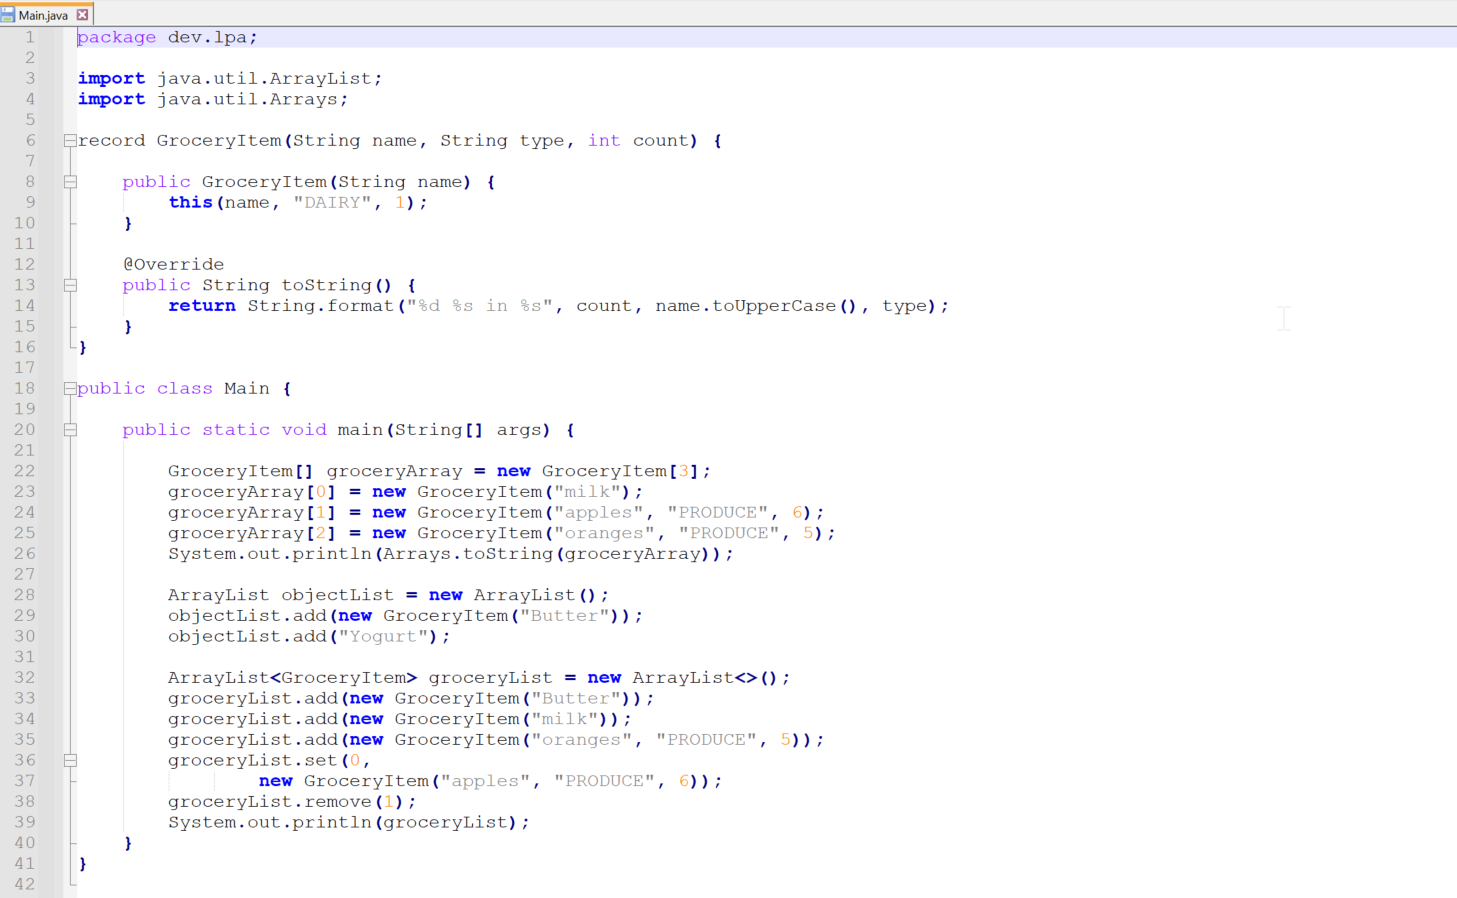 Main.java
1 package dev.lpa;
2
3 import java.util.ArrayList;
4 import java.util.Arrays;
5
6 record GroceryItem(String name, String type, int count) {
7
8     public GroceryItem(String name) {
9         this(name, "DAIRY", 1);
10     }
11
12     @Override
13     public String toString() {
14         return String.format("%d %s in %s", count, name.toUpperCase(), type);
15     }
16 }
17
18 public class Main {
19
20     public static void main(String[] args) {
21
22         GroceryItem[] groceryArray = new GroceryItem[3];
23         groceryArray[0] = new GroceryItem("milk");
24         groceryArray[1] = new GroceryItem("apples", "PRODUCE", 6);
25         groceryArray[2] = new GroceryItem("oranges", "PRODUCE", 5);
26         System.out.println(Arrays.toString(groceryArray));
27
28         ArrayList objectList = new ArrayList();
29         objectList.add(new GroceryItem("Butter"));
30         objectList.add("Yogurt");
31
32         ArrayList<GroceryItem> groceryList = new ArrayList<>();
33         groceryList.add(new GroceryItem("Butter"));
34         groceryList.add(new GroceryItem("milk"));
35         groceryList.add(new GroceryItem("oranges", "PRODUCE", 5));
36         groceryList.set(0,
37                 new GroceryItem("apples", "PRODUCE", 6));
38         groceryList.remove(1);
39         System.out.println(groceryList);
40     }
41 }
42